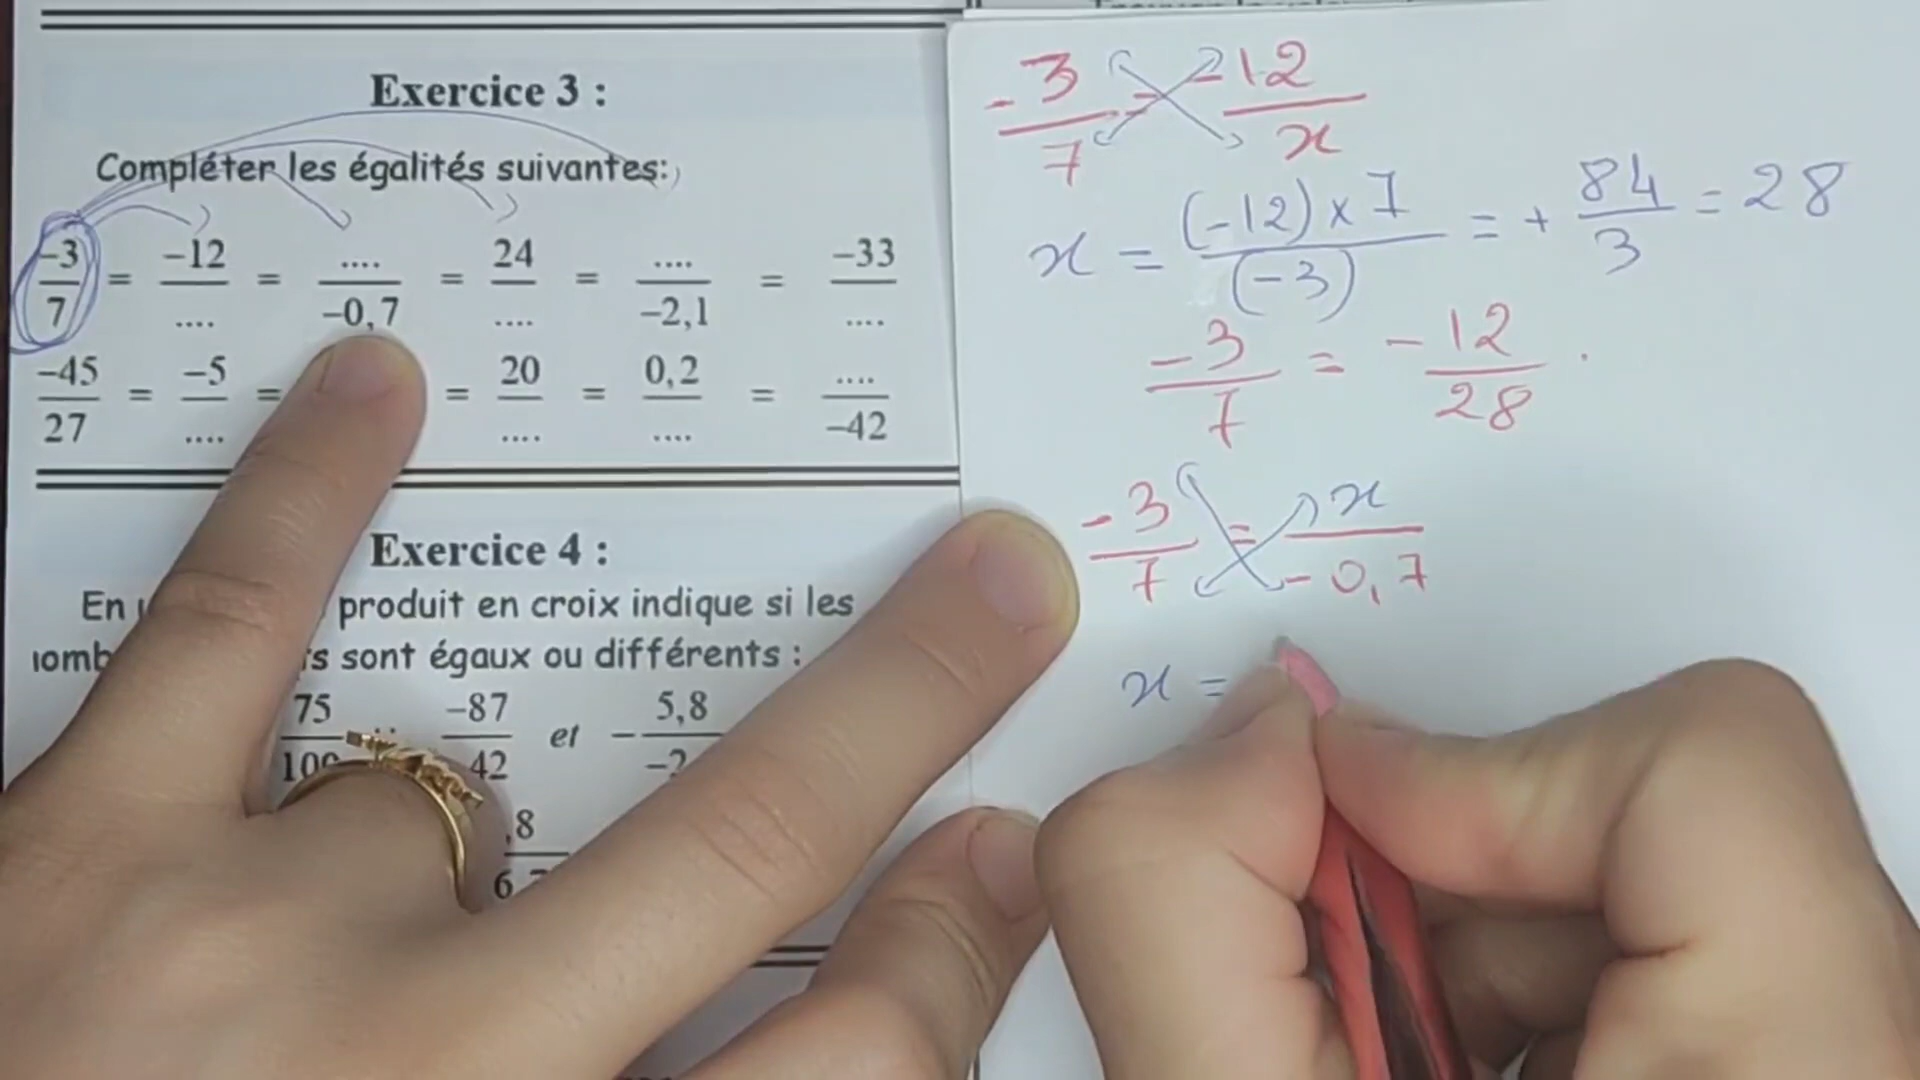 Exercice 3 :
Compléter les égalités suivantes:
-3/7 = -12/.... = ..../-0,7 = 24/.... = ..../-2,1 = -33/....
-45/27 = -5/.... = = 20/.... = 0,2/.... = ..../-42
Exercice 4 :
En produit en croix indique si les
sont égaux ou différents :
75 -87/42 et - 5,8
,8
-3/7 = -12/x
x = (-12) x 7/(-3) = + 84/3 = 28
-3/7 = -12/28 .
-3/7 = x/-0,7
x =